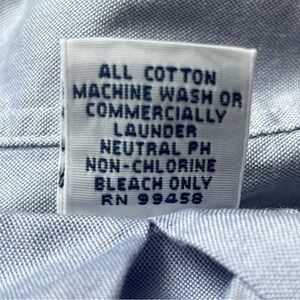 ALL COTTON
MACHINE WASH OR
COMMERCIALLY
LAUNDER
NEUTRAL PH
NON-CHLORINE
BLEACH ONLY
RN 99458